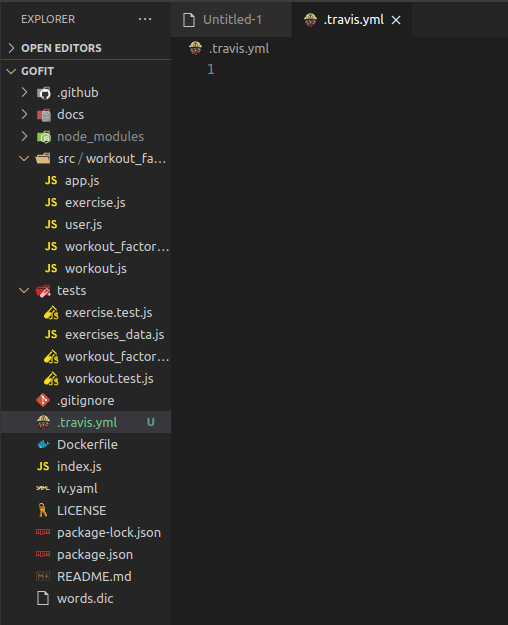 EXPLORER ···
Untitled-1
.travis.yml
OPEN EDITORS
.travis.yml
GOFIT
1
.github
docs
node_modules
src / workout_fa...
JS app.js
JS exercise.js
JS user.js
JS workout_factor...
JS workout.js
tests
exercise.test.js
exercises_data.js
workout_factor...
workout.test.js
.gitignore
.travis.yml U
Dockerfile
JS index.js
iv.yaml
LICENSE
package-lock.json
package.json
README.md
words.dic